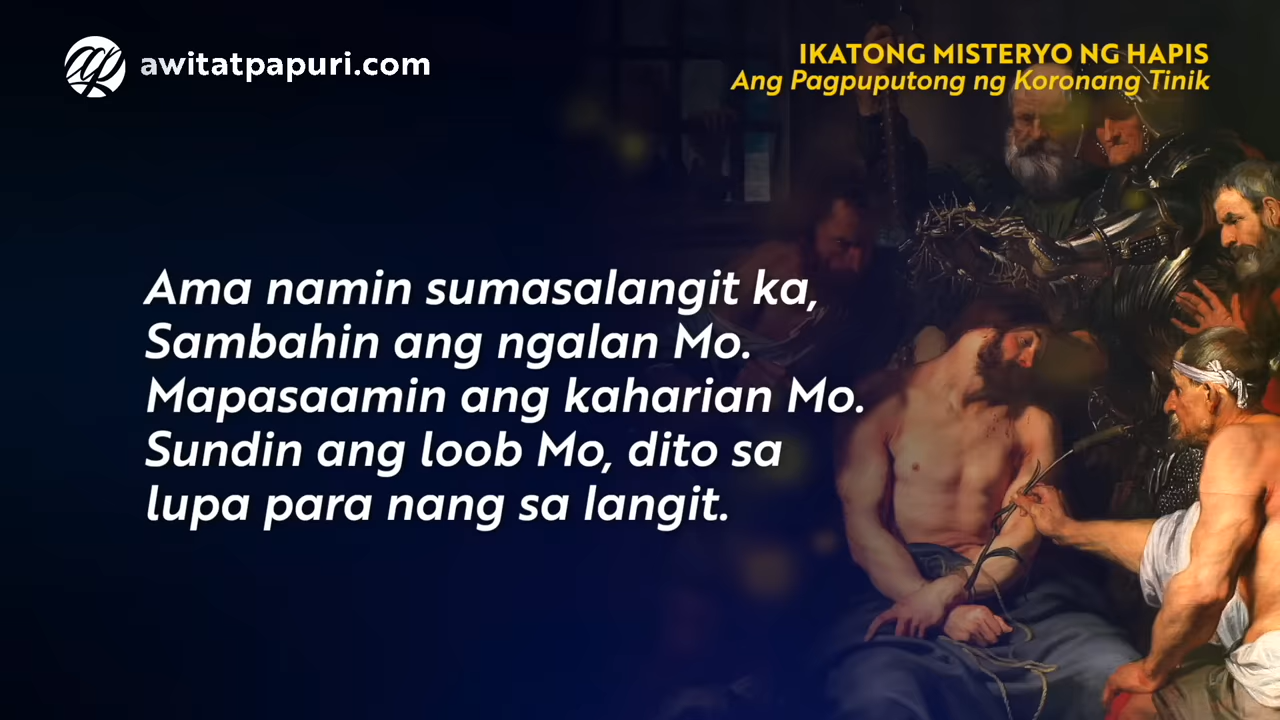 awitatpapuri.com
IKATONG MISTERYO NG HAPIS
Ang Pagpuputong ng Koronang Tinik
Ama namin sumasalangit ka,
Sambahin ang ngalan Mo.
Mapasaamin ang kaharian Mo.
Sundin ang loob Mo, dito sa
lupa para nang sa langit.